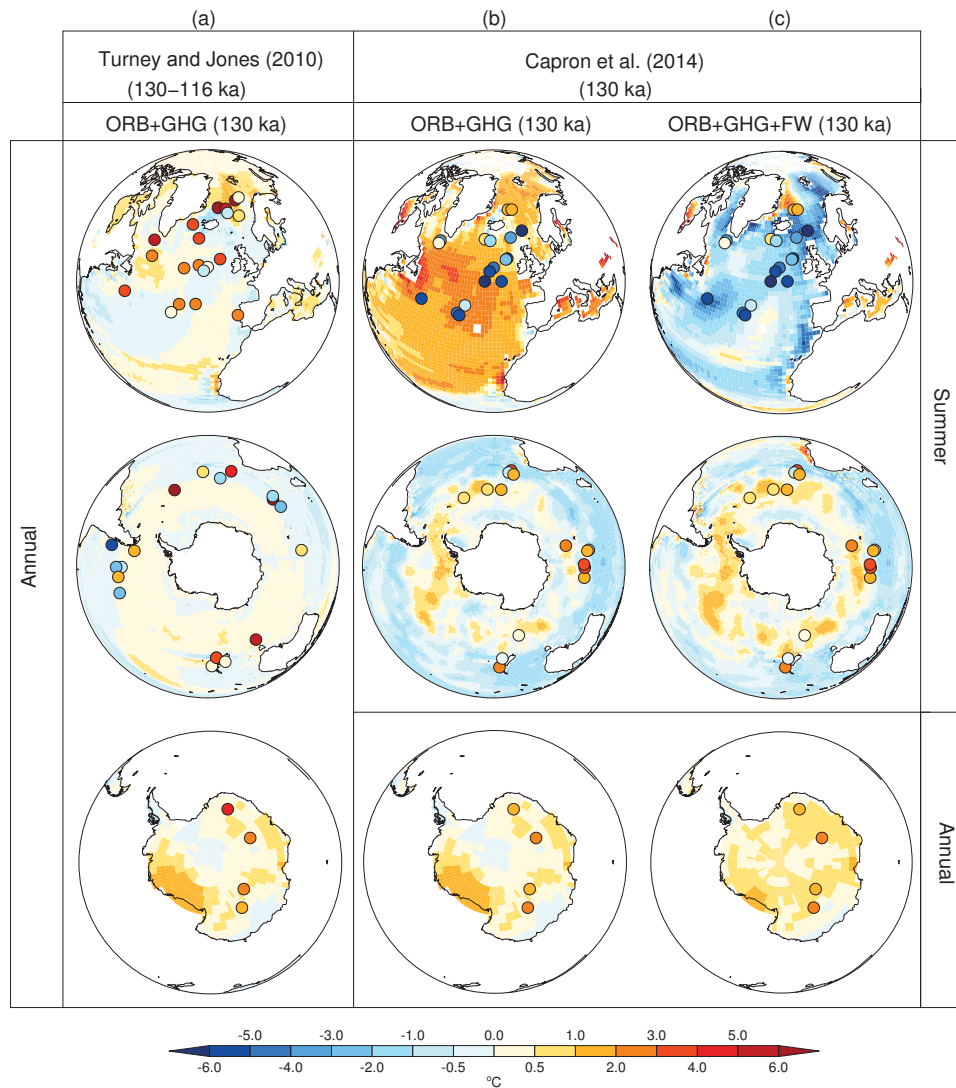 (a)
(b)
(c)
Turney and Jones (2010)
(130−116 ka)
Capron et al. (2014)
(130 ka)
ORB+GHG (130 ka)
ORB+GHG (130 ka)
ORB+GHG+FW (130 ka)
Annual
Summer
Annual
-5.0 -3.0 -1.0 0.0 1.0 3.0 5.0
-6.0 -4.0 -2.0 -0.5 0.5 2.0 4.0 6.0
°C